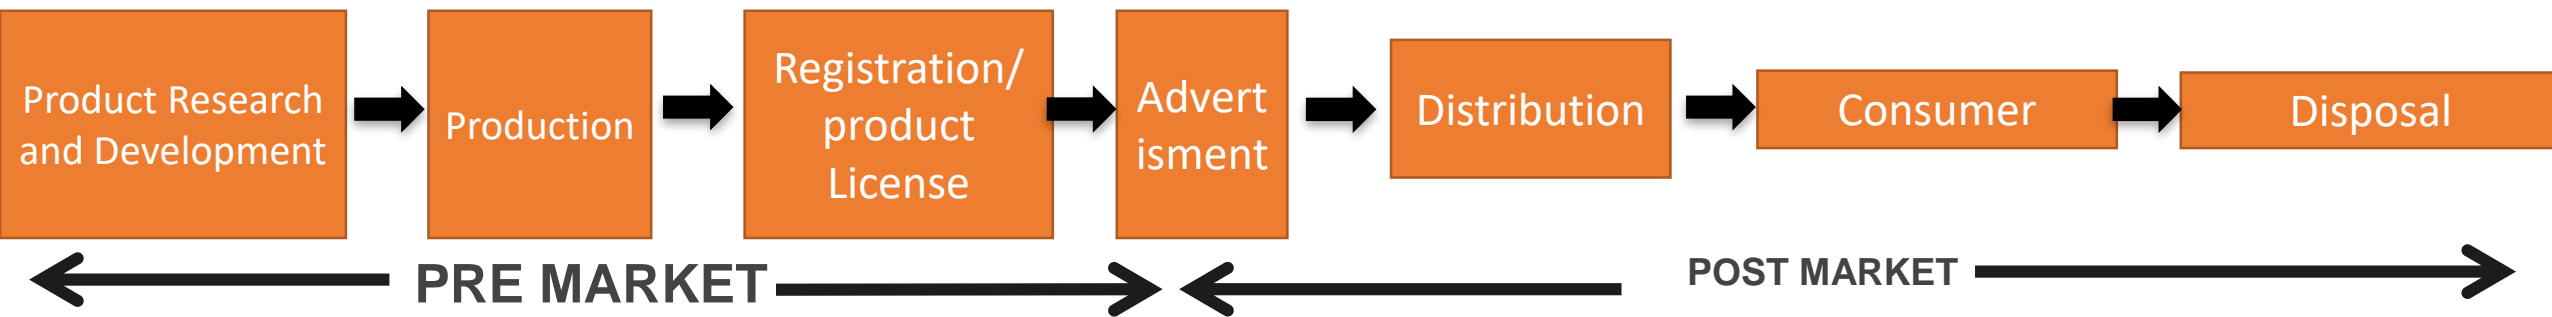 Product Research
and Development
Production
Registration/
product
License
Advert
isment
Distribution
Consumer
Disposal
PRE MARKET
POST MARKET